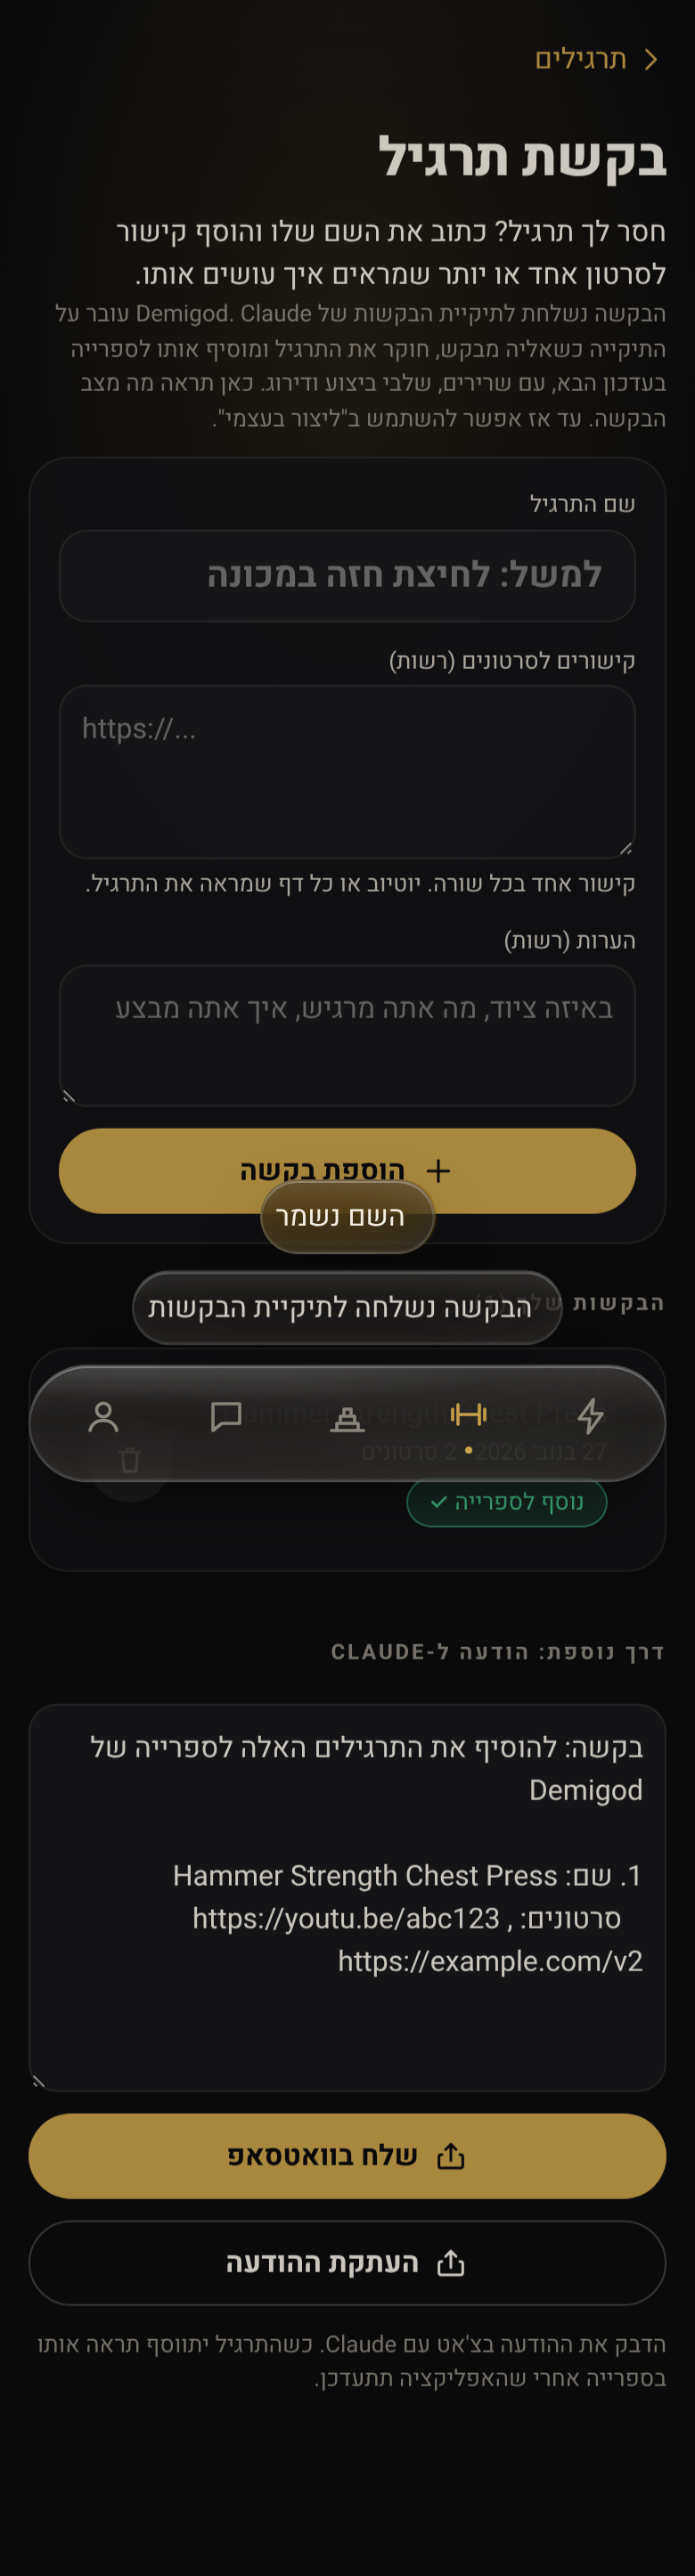 תרגילים
בקשת תרגיל
חסר לך תרגיל? כתוב את השם שלו והוסף קישור
לסרטון אחד או יותר שמראים איך עושים אותו.
הבקשה נשלחת לתיקיית הבקשות של Demigod. Claude עובר על
התיקייה כשאליה מבקש, חוקר את התרגיל ומוסיף אותו לספרייה
בעדכון הבא, עם שרירים, שלבי ביצוע ודירוג. כאן תראה מה מצב
הבקשה. עד אז אפשר להשתמש ב"ליצור בעצמי".
שם התרגיל
למשל: לחיצת חזה במכונה
קישורים לסרטונים (רשות)
https://...
קישור אחד בכל שורה. יוטיוב או כל דף שמראה את התרגיל.
הערות (רשות)
באיזה ציוד, מה אתה מרגיש, איך אתה מבצע
הוספת בקשה
השם נשמר
הבקשה נשלחה לתיקיית הבקשות
הבקשות
27 בנוב׳ 2026 2 סרטונים
נוסף לספרייה ✓
דרך נוספת: הודעה ל-CLAUDE
בקשה: להוסיף את התרגילים האלה לספרייה של
Demigod
1. שם: Hammer Strength Chest Press
סרטונים: , https://youtu.be/abc123
https://example.com/v2
שלח בוואטסאפ
העתקת ההודעה
הדבק את ההודעה בצ'אט עם Claude. כשהתרגיל יתווסף תראה אותו
בספרייה אחרי שהאפליקציה תתעדכן.